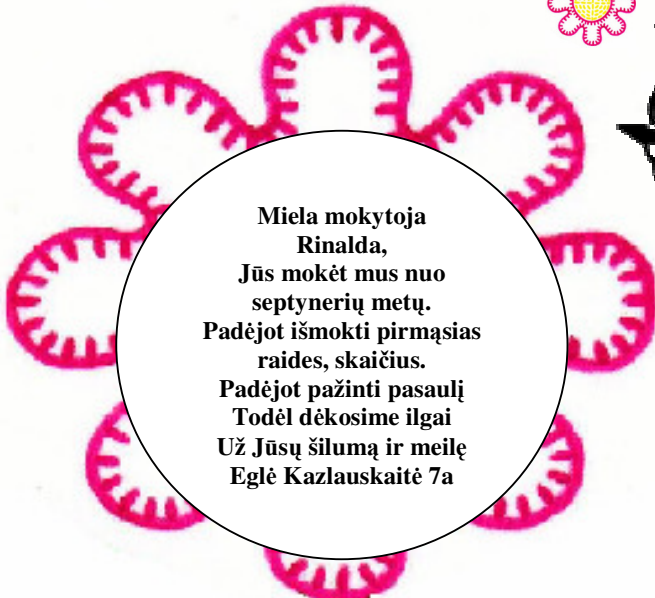 Miela mokytoja
Rinalda,
Jūs mokėt mus nuo
septynerių metų.
Padėjot išmokti pirmąsias
raides, skaičius.
Padėjot pažinti pasaulį
Todėl dėkosime ilgai
Už Jūsų šilumą ir meilę
Eglė Kazlauskaitė 7a